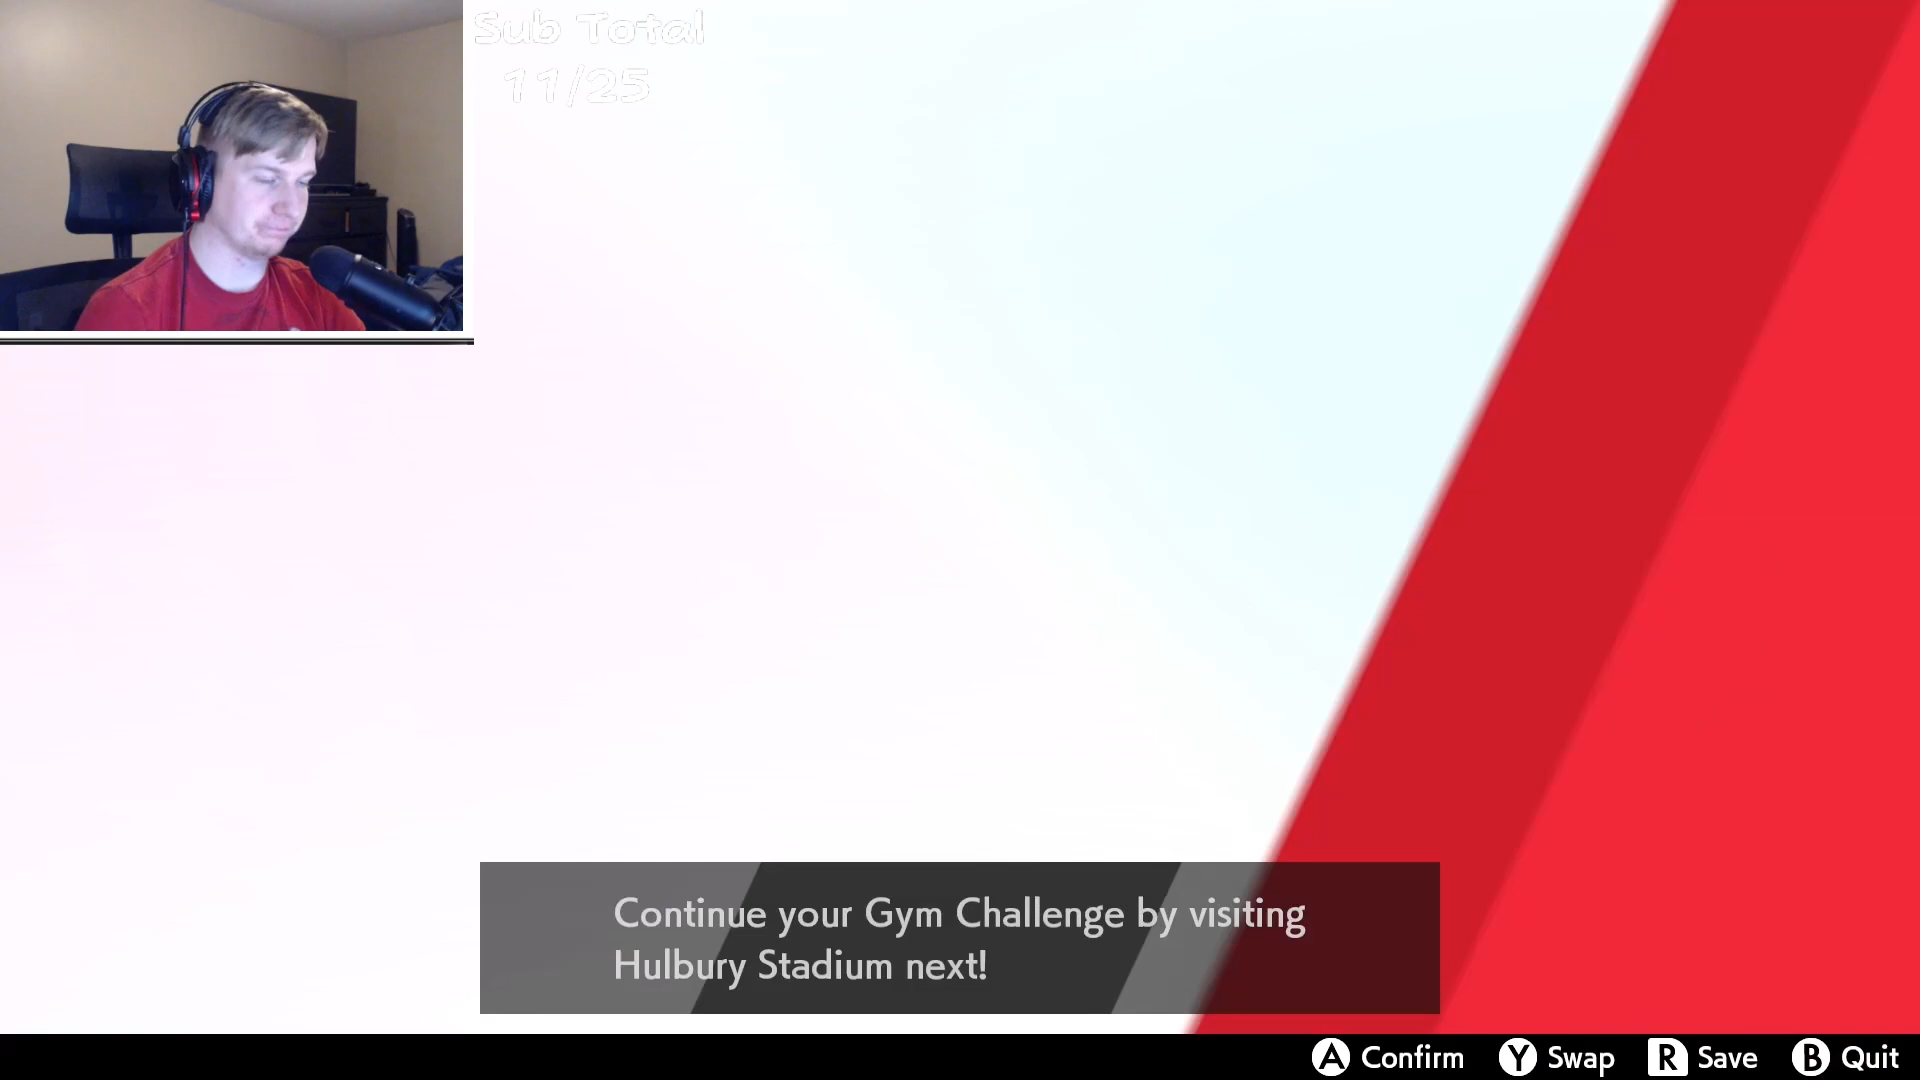 Sub Total
11/25
Continue your Gym Challenge by visiting
Hulbury Stadium next!
A Confirm Y Swap R Save B Quit